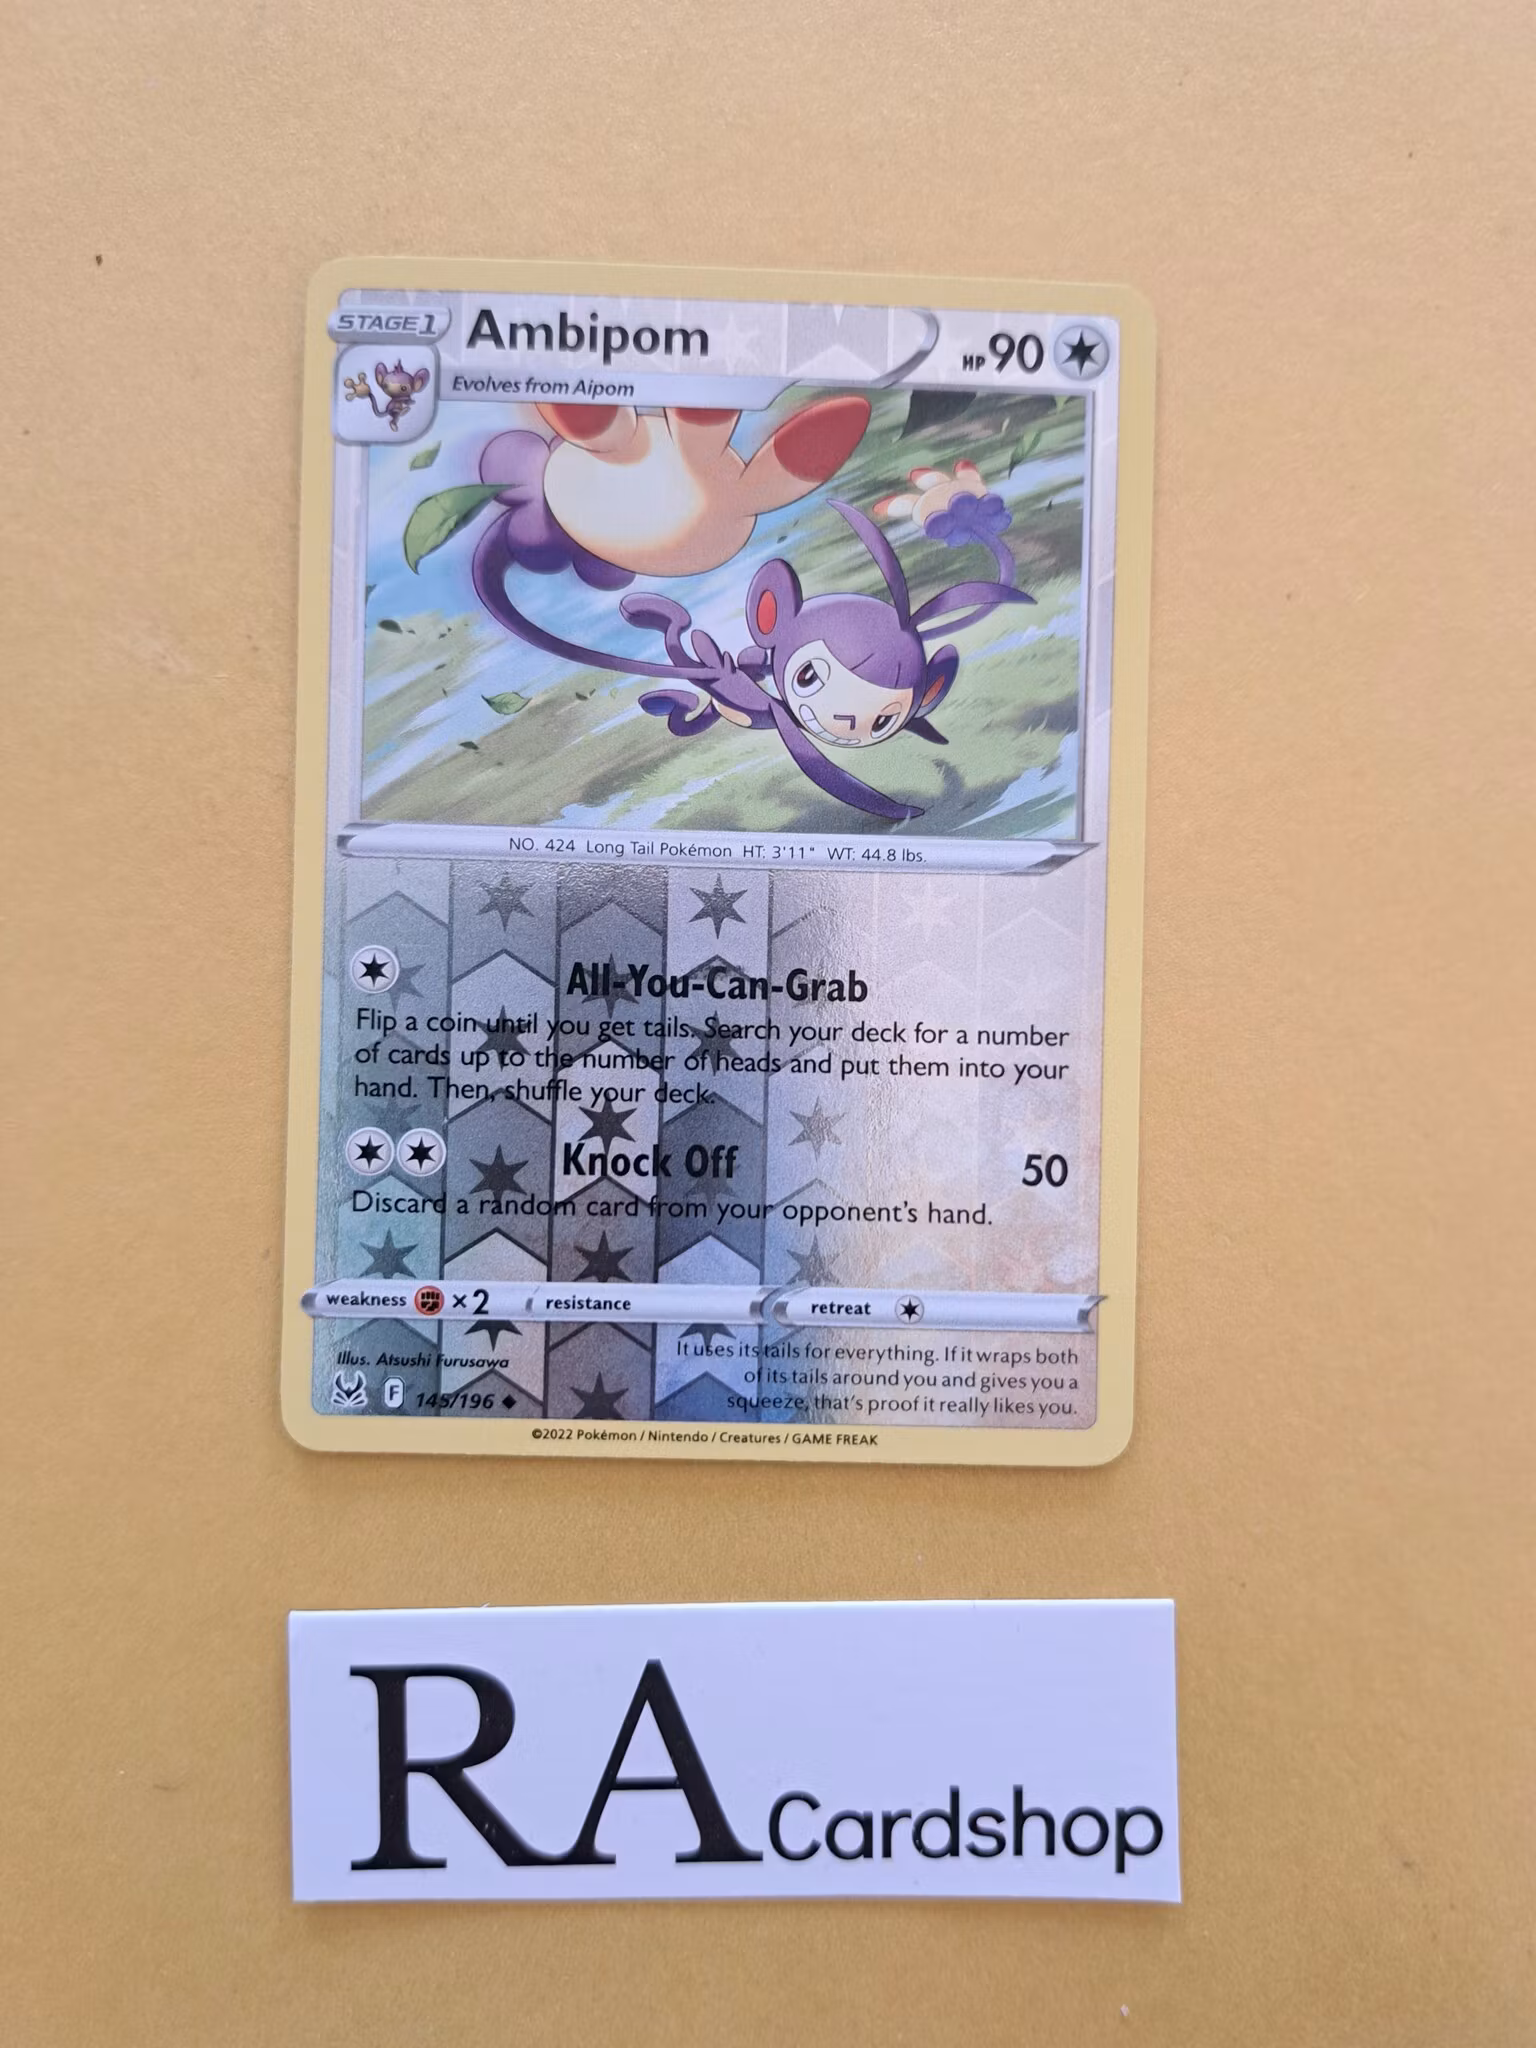 STAGE 1
Ambipom
HP 90
Evolves from Aipom
NO. 424 Long Tail Pokémon HT: 3'11" WT: 44.8 lbs.
All-You-Can-Grab
Flip a coin until you get tails. Search your deck for a number
of cards up to the number of heads and put them into your
hand. Then, shuffle your deck.
Knock Off 50
Discard a random card from your opponent's hand.
weakness ×2 resistance retreat
Illus. Atsushi Furusawa
F 145/196
It uses its tails for everything. If it wraps both
of its tails around you and gives you a
squeeze, that's proof it really likes you.
©2022 Pokémon / Nintendo / Creatures / GAME FREAK
RA Cardshop